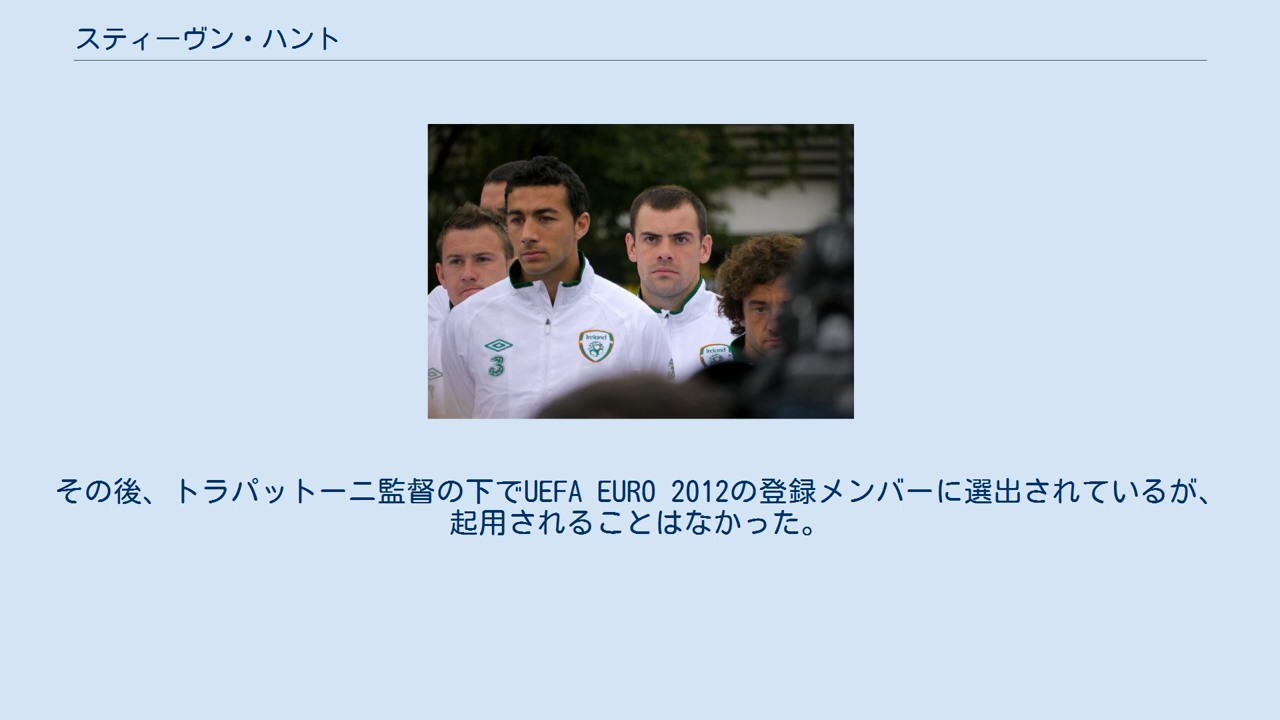 スティーヴン・ハント
Ireland
3
Ireland
その後、トラパットーニ監督の下でUEFA EURO 2012の登録メンバーに選出されているが、
起用されることはなかった。